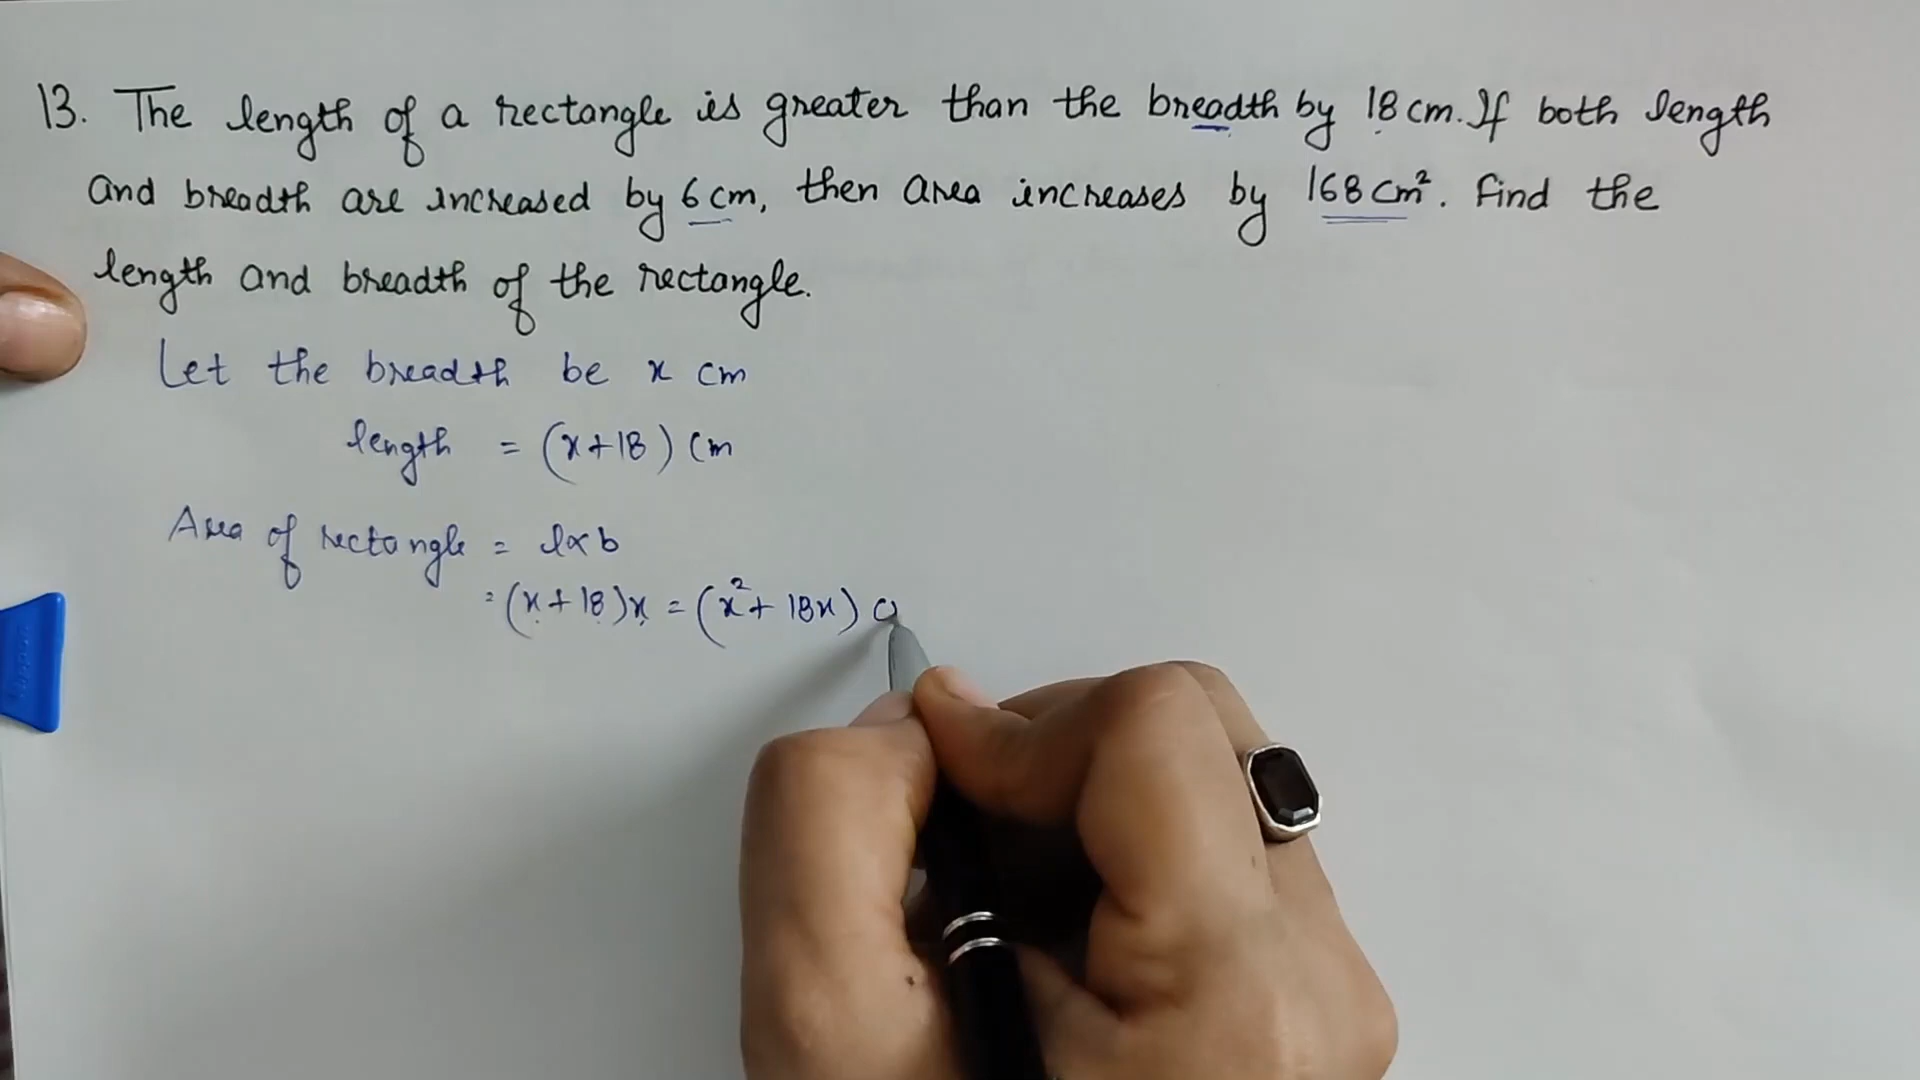 13. The length of a rectangle is greater than the breadth by 18 cm. If both length
and breadth are increased by 6 cm, then area increases by 168 cm². Find the
length and breadth of the rectangle.
Let the breadth be x cm
length = (x+18) cm
Area of rectangle = l×b
= (x+18)x = (x²+18x) c